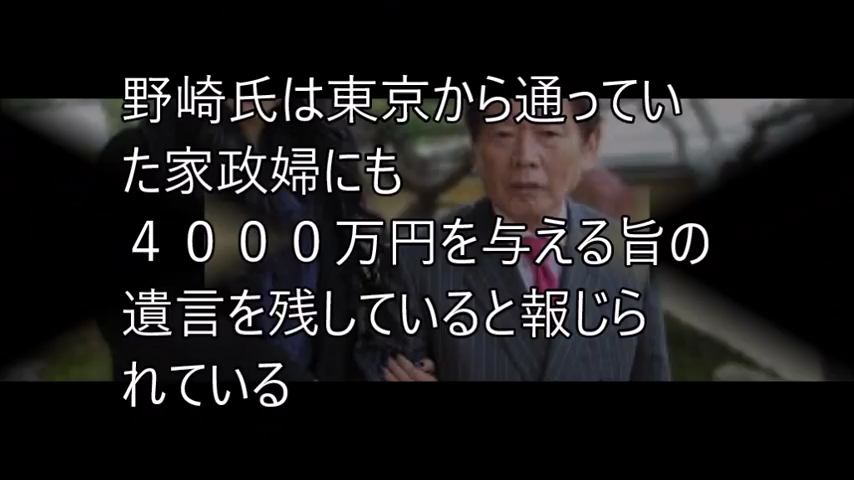 野崎氏は東京から通ってい
た家政婦にも
４０００万円を与える旨の
遺言を残していると報じら
れている